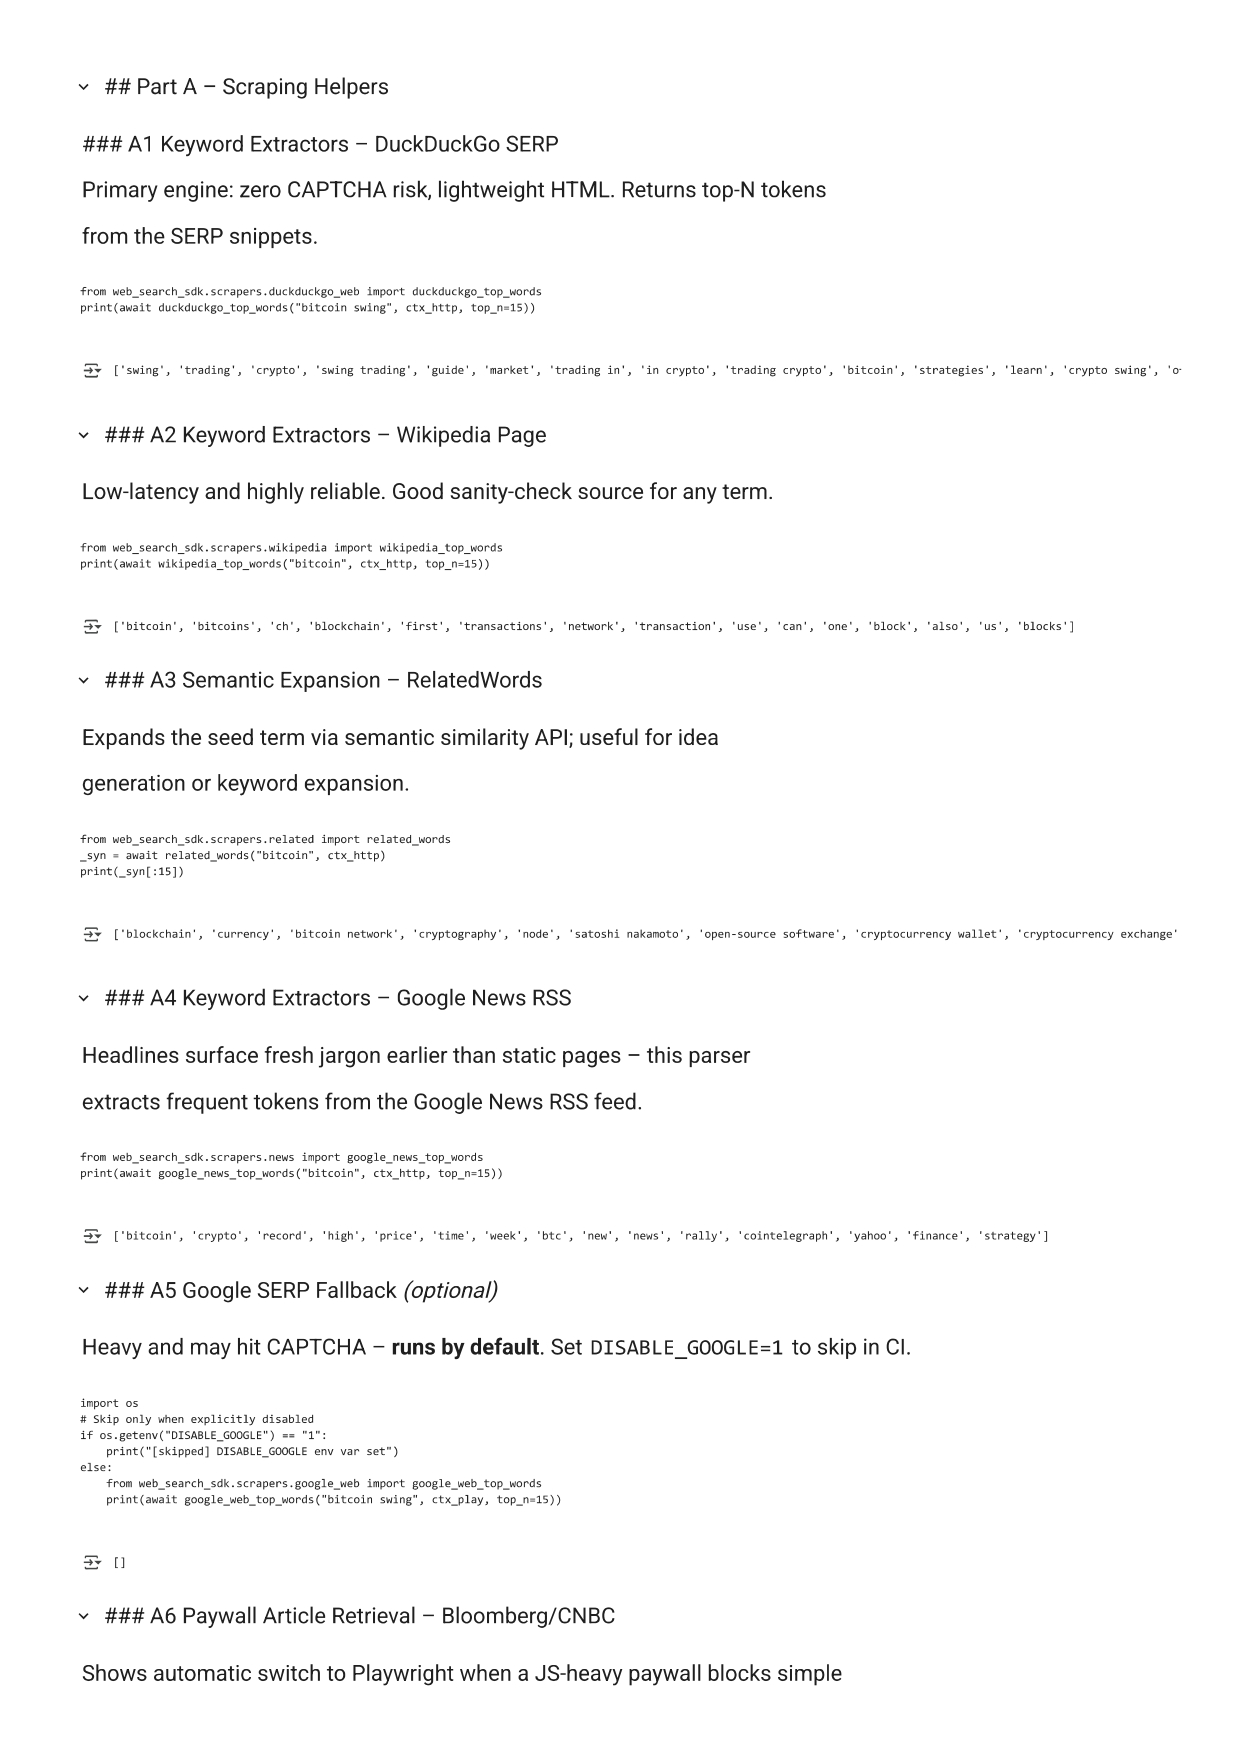 ## Part A – Scraping Helpers
### A1 Keyword Extractors – DuckDuckGo SERP
Primary engine: zero CAPTCHA risk, lightweight HTML. Returns top-N tokens
from the SERP snippets.
from web_search_sdk.scrapers.duckduckgo_web import duckduckgo_top_words
print(await duckduckgo_top_words("bitcoin swing", ctx_http, top_n=15))
['swing', 'trading', 'crypto', 'swing trading', 'guide', 'market', 'trading in', 'in crypto', 'trading crypto', 'bitcoin', 'strategies', 'learn', 'crypto swing', 'o
### A2 Keyword Extractors – Wikipedia Page
Low-latency and highly reliable. Good sanity-check source for any term.
from web_search_sdk.scrapers.wikipedia import wikipedia_top_words
print(await wikipedia_top_words("bitcoin", ctx_http, top_n=15))
['bitcoin', 'bitcoins', 'ch', 'blockchain', 'first', 'transactions', 'network', 'transaction', 'use', 'can', 'one', 'block', 'also', 'us', 'blocks']
### A3 Semantic Expansion – RelatedWords
Expands the seed term via semantic similarity API; useful for idea
generation or keyword expansion.
from web_search_sdk.scrapers.related import related_words
_syn = await related_words("bitcoin", ctx_http)
print(_syn[:15])
['blockchain', 'currency', 'bitcoin network', 'cryptography', 'node', 'satoshi nakamoto', 'open-source software', 'cryptocurrency wallet', 'cryptocurrency exchange'
### A4 Keyword Extractors – Google News RSS
Headlines surface fresh jargon earlier than static pages – this parser
extracts frequent tokens from the Google News RSS feed.
from web_search_sdk.scrapers.news import google_news_top_words
print(await google_news_top_words("bitcoin", ctx_http, top_n=15))
['bitcoin', 'crypto', 'record', 'high', 'price', 'time', 'week', 'btc', 'new', 'news', 'rally', 'cointelegraph', 'yahoo', 'finance', 'strategy']
### A5 Google SERP Fallback (optional)
Heavy and may hit CAPTCHA – runs by default. Set DISABLE_GOOGLE=1 to skip in CI.
import os
# Skip only when explicitly disabled
if os.getenv("DISABLE_GOOGLE") == "1":
    print("[skipped] DISABLE_GOOGLE env var set")
else:
    from web_search_sdk.scrapers.google_web import google_web_top_words
    print(await google_web_top_words("bitcoin swing", ctx_play, top_n=15))
[]
### A6 Paywall Article Retrieval – Bloomberg/CNBC
Shows automatic switch to Playwright when a JS-heavy paywall blocks simple